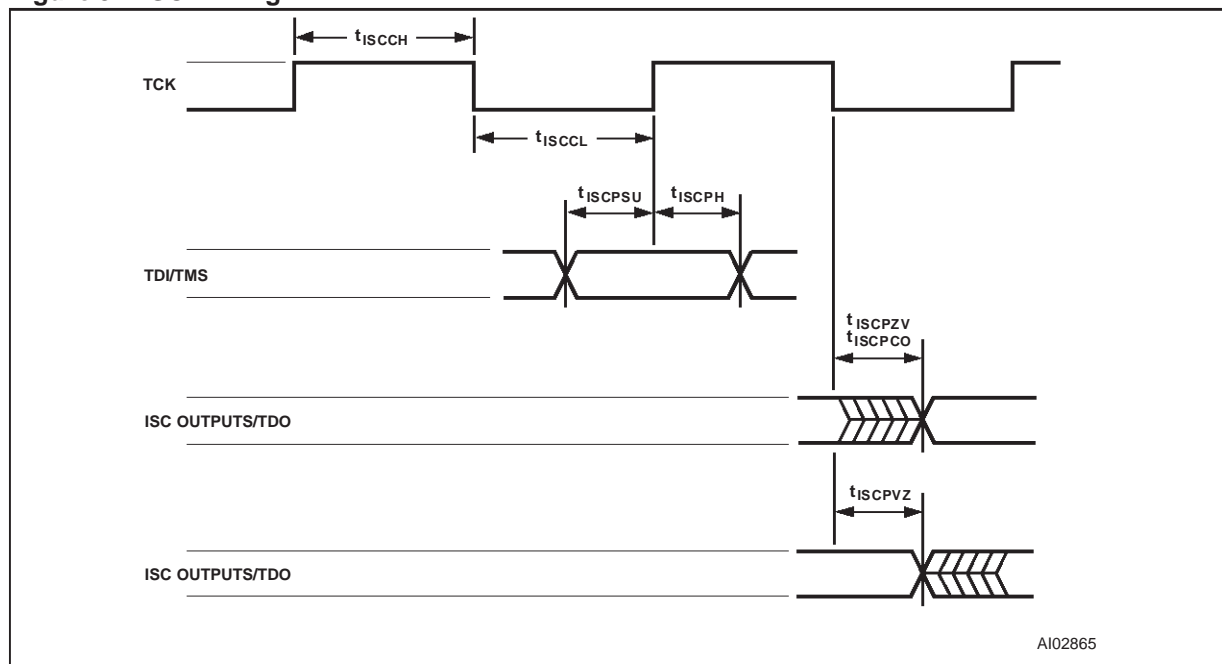 tISCCH
TCK
tISCCL
tISCPSU
tISCPH
TDI/TMS
tISCPZV
tISCPCO
ISC OUTPUTS/TDO
tISCPVZ
ISC OUTPUTS/TDO
AI02865